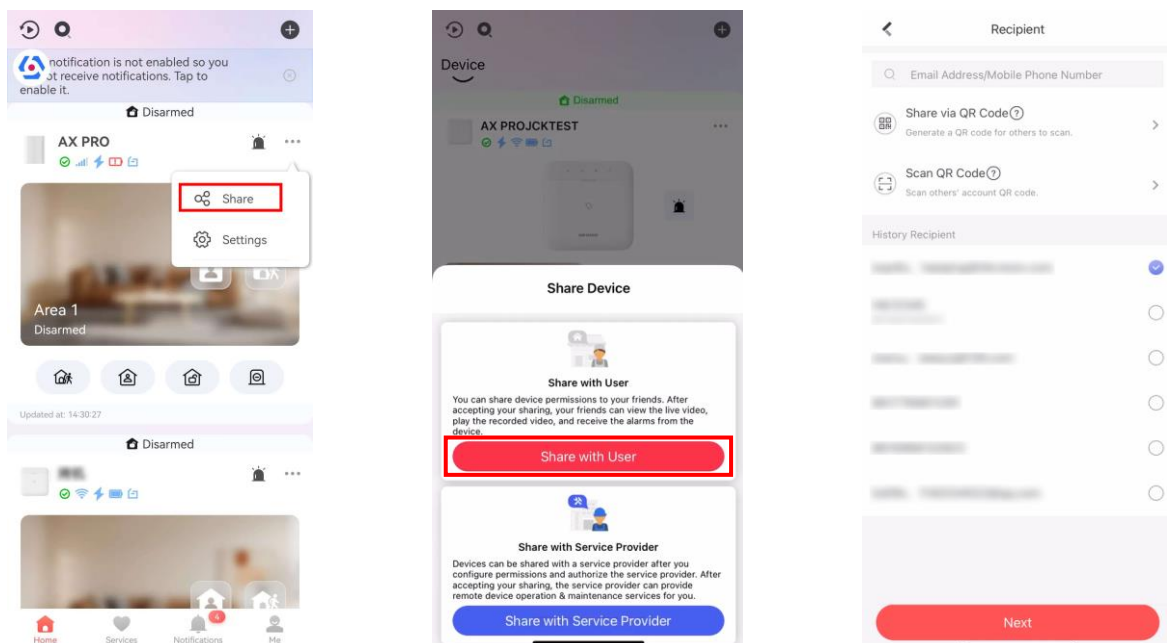 notification is not enabled so you
ot receive notifications. Tap to
enable it.
Disarmed
AX PRO
Share
Settings
Area 1
Disarmed
Updated at: 14:30:27
Disarmed
Home
Services
4
Notifications
Me
Device
Disarmed
AX PROJCKTEST
Share Device
Share with User
You can share device permissions to your friends. After
accepting your sharing, your friends can view the live video,
play the recorded video, and receive the alarms from the
device.
Share with User
Share with Service Provider
Devices can be shared with a service provider after you
configure permissions and authorize the service provider. After
accepting your sharing, the service provider can provide
remote device operation & maintenance services for you.
Share with Service Provider
Recipient
Email Address/Mobile Phone Number
Share via QR Code?
Generate a QR code for others to scan.
Scan QR Code?
Scan others' account QR code.
History Recipient
Next